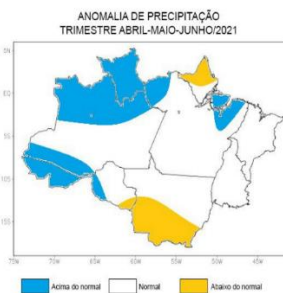 ANOMALIA DE PRECIPITAÇÃO
TRIMESTRE ABRIL-MAIO-JUNHO/2021
5N
EQ
5S
10S
15S
75W
70W
65W
60W
55W
50W
45W
Acima do normal
Normal
Abaixo do normal